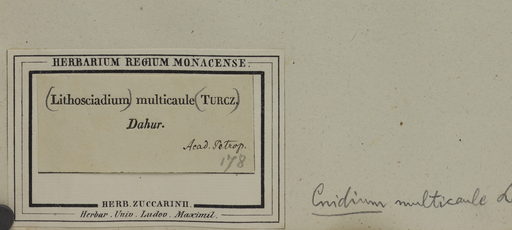 HERBARIUM REGIUM MONACENSE.
(Lithosciadium) multicaule (TURCZ.)
Dahur.
Acad. Petrop.
178
HERB. ZUCCARINII.
Herbar. Univ. Ludov. Maximil.
Cnidium multicaule